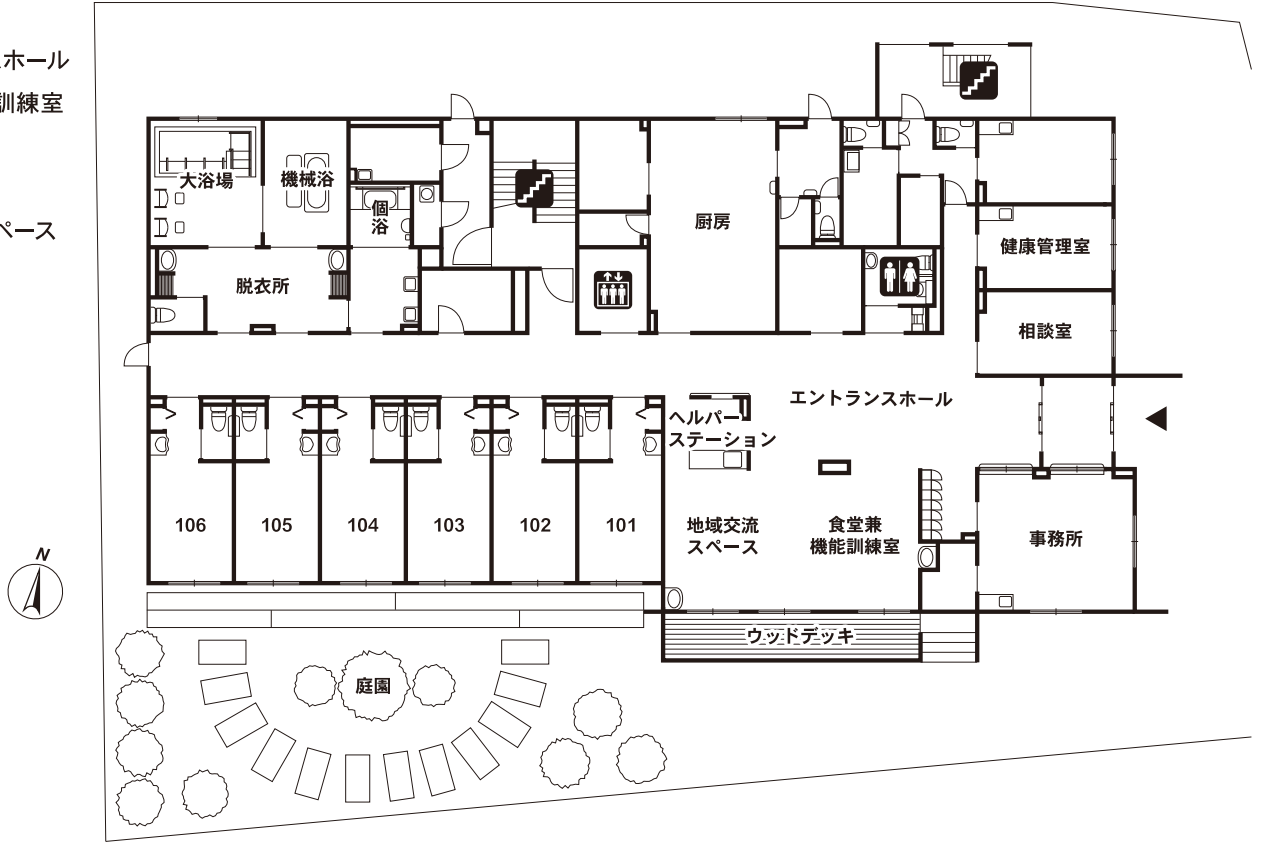 ホール
訓練室
ペース
大浴場
機械浴
個
浴
厨房
健康管理室
脱衣所
相談室
エントランスホール
ヘルパー
ステーション
106
105
104
103
102
101
地域交流
スペース
食堂兼
機能訓練室
事務所
N
ウッドデッキ
庭園